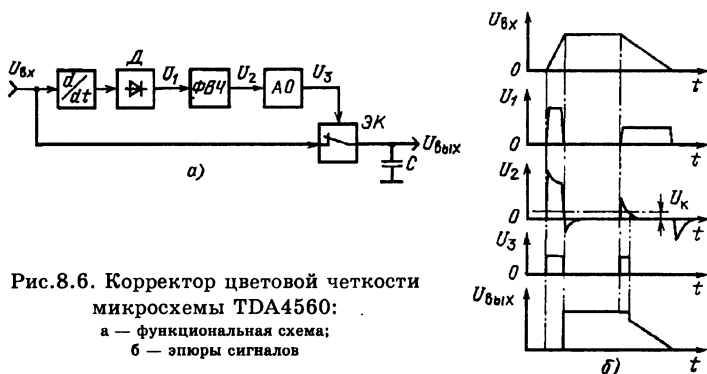 Uвх
d/dt
Д
U1
ФВЧ
U2
АО
U3
ЭК
Uвых
C
а)
Рис.8.6. Корректор цветовой четкости
микросхемы TDA4560:
а — функциональная схема;
б — эпюры сигналов
Uвх
0
t
U1
0
t
U2
Uк
0
t
U3
0
t
Uвых
t
б)